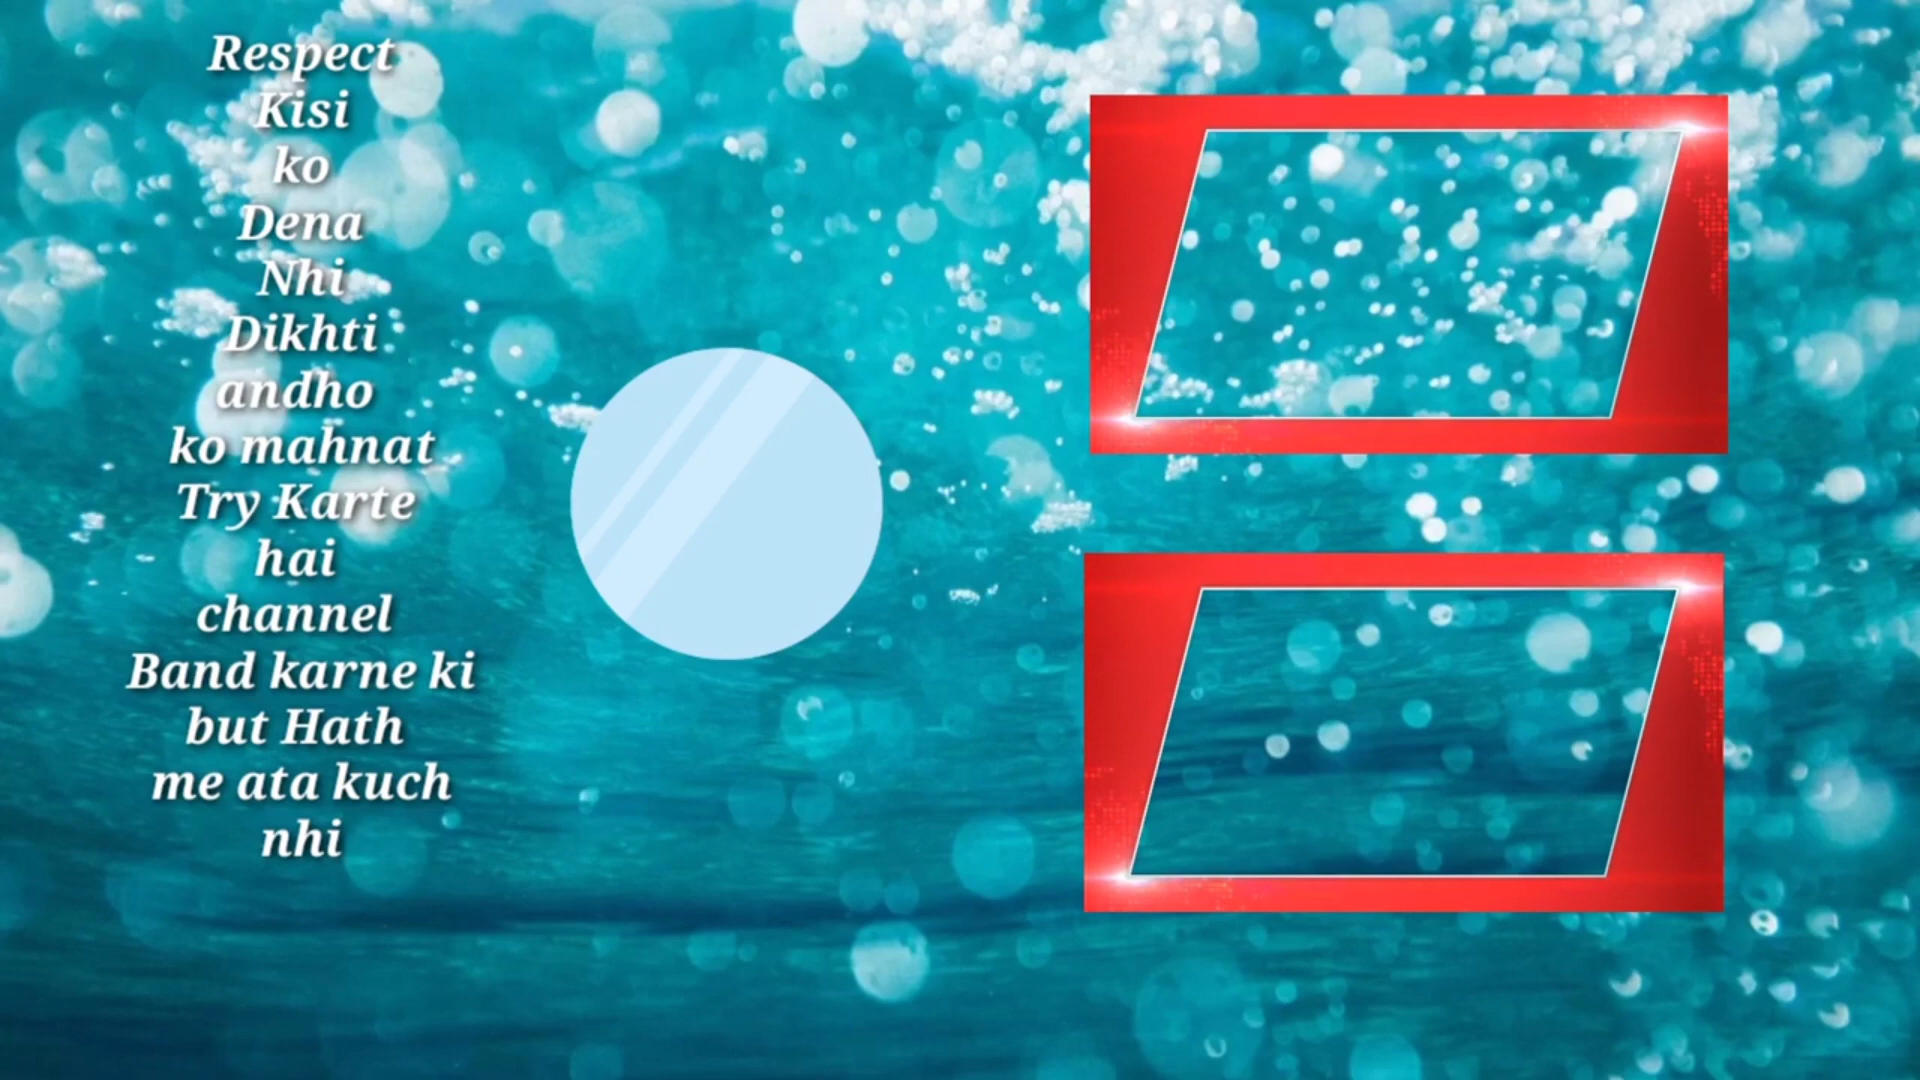 Respect
Kisi
ko
Dena
Nhi
Dikhti
andho
ko mahnat
Try Karte
hai
channel
Band karne ki
but Hath
me ata kuch
nhi